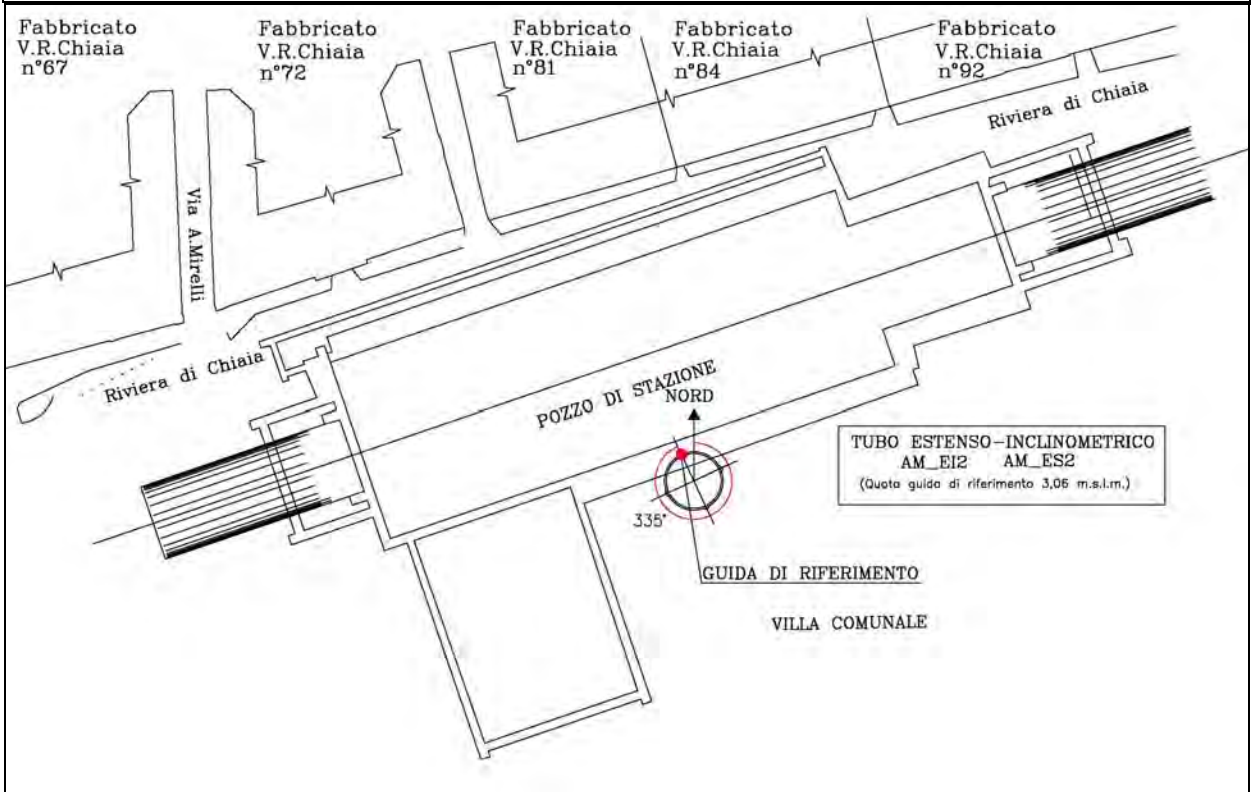 Fabbricato
V.R.Chiaia
n°67
Fabbricato
V.R.Chiaia
n°72
Fabbricato
V.R.Chiaia
n°81
Fabbricato
V.R.Chiaia
n°84
Fabbricato
V.R.Chiaia
n°92
Riviera di Chiaia
Via A.Mirelli
Riviera di Chiaia
POZZO DI STAZIONE
NORD
TUBO ESTENSO-INCLINOMETRICO
AM_EI2 AM_ES2
(Quota guida di riferimento 3,06 m.s.l.m.)
335°
GUIDA DI RIFERIMENTO
VILLA COMUNALE